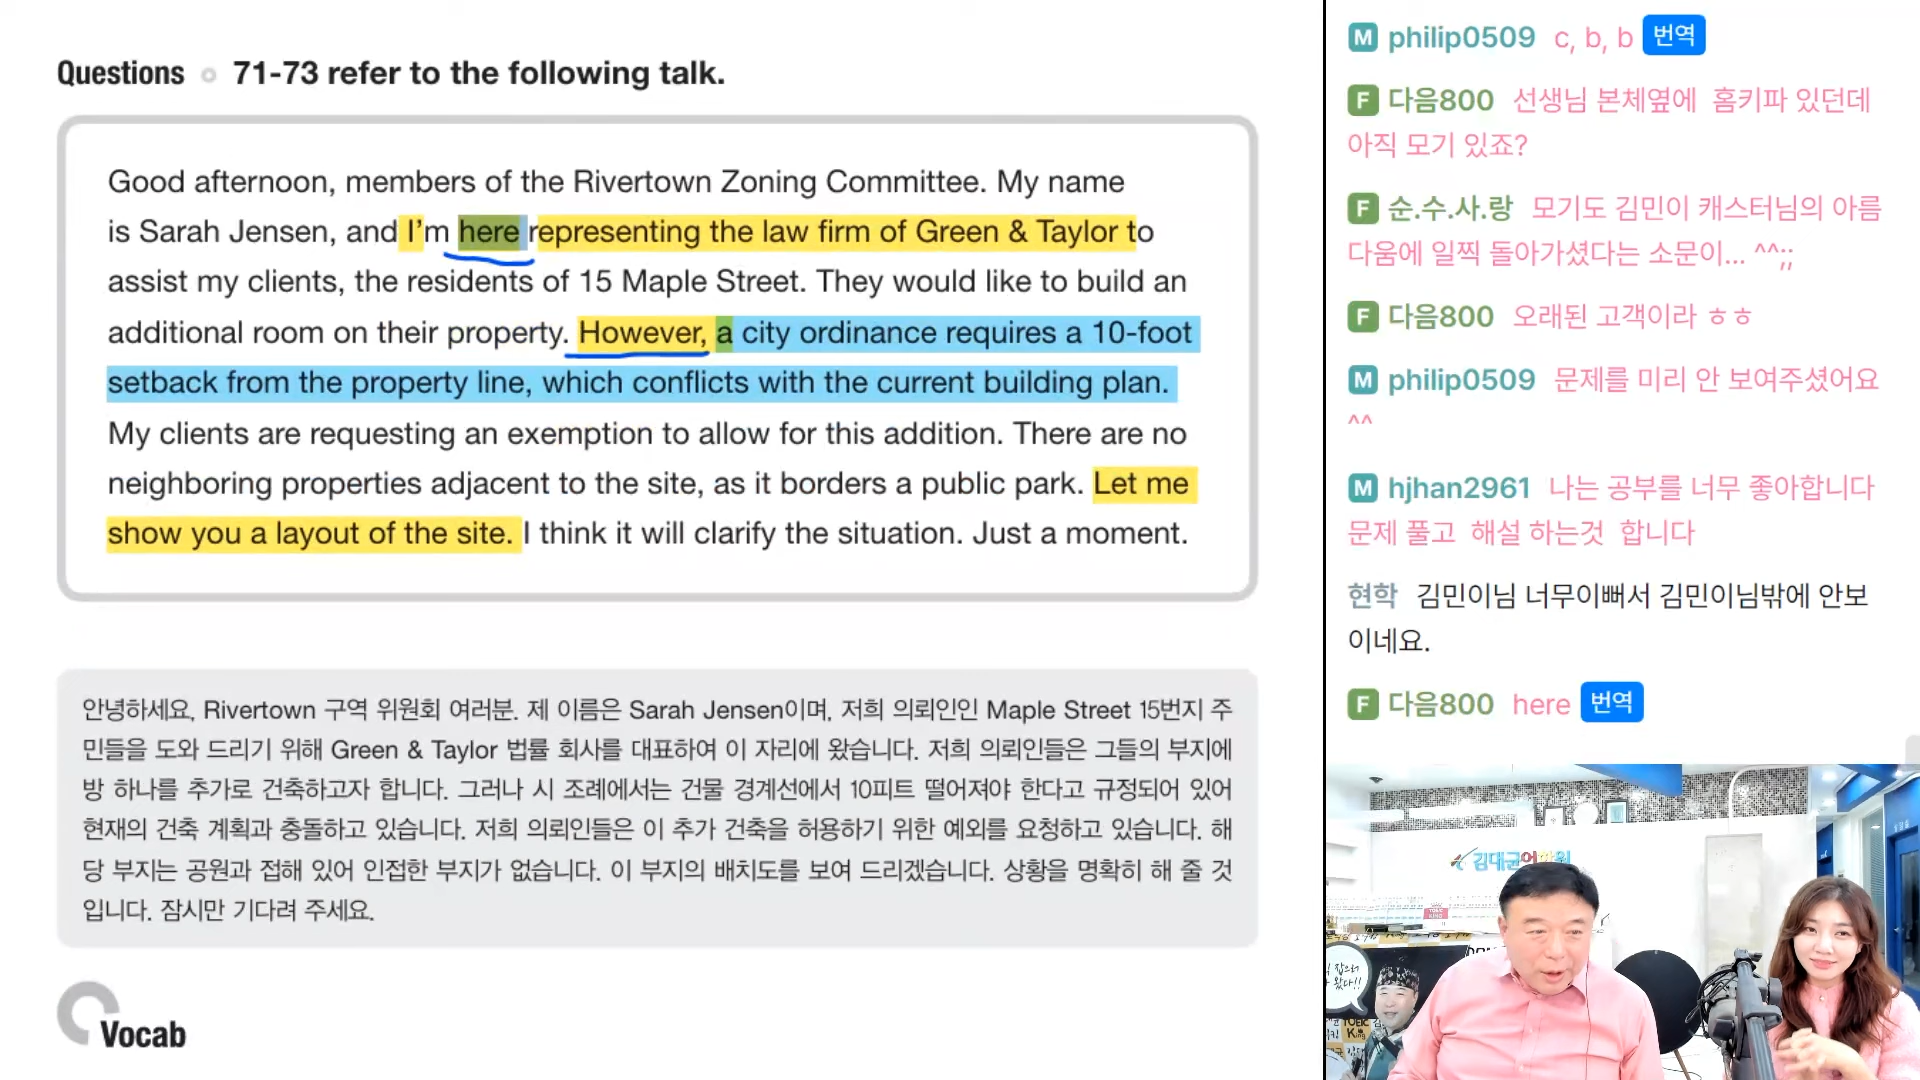 Questions 71-73 refer to the following talk.
Good afternoon, members of the Rivertown Zoning Committee. My name
is Sarah Jensen, and I’m here representing the law firm of Green & Taylor to
assist my clients, the residents of 15 Maple Street. They would like to build an
additional room on their property. However, a city ordinance requires a 10-foot
setback from the property line, which conflicts with the current building plan.
My clients are requesting an exemption to allow for this addition. There are no
neighboring properties adjacent to the site, as it borders a public park. Let me
show you a layout of the site. I think it will clarify the situation. Just a moment.
안녕하세요, Rivertown 구역 위원회 여러분. 제 이름은 Sarah Jensen이며, 저희 의뢰인인 Maple Street 15번지 주
민들을 도와 드리기 위해 Green & Taylor 법률 회사를 대표하여 이 자리에 왔습니다. 저희 의뢰인들은 그들의 부지에
방 하나를 추가로 건축하고자 합니다. 그러나 시 조례에서는 건물 경계선에서 10피트 떨어져야 한다고 규정되어 있어
현재의 건축 계획과 충돌하고 있습니다. 저희 의뢰인들은 이 추가 건축을 허용하기 위한 예외를 요청하고 있습니다. 해
당 부지는 공원과 접해 있어 인접한 부지가 없습니다. 이 부지의 배치도를 보여 드리겠습니다. 상황을 명확히 해 줄 것
입니다. 잠시만 기다려 주세요.
Vocab
M philip0509 c, b, b 번역
F 다음800 선생님 본체옆에 홈키파 있던데
아직 모기 있죠?
F 순.수.사.랑 모기도 김민이 캐스터님의 아름
다움에 일찍 돌아가셨다는 소문이... ^^;;
F 다음800 오래된 고객이라 ㅎㅎ
M philip0509 문제를 미리 안 보여주셨어요
^^
M hjhan2961 나는 공부를 너무 좋아합니다
문제 풀고 해설 하는것 합니다
현학 김민이님 너무이뻐서 김민이님밖에 안보
이네요.
F 다음800 here 번역
김대균어학원
TOEIC KING